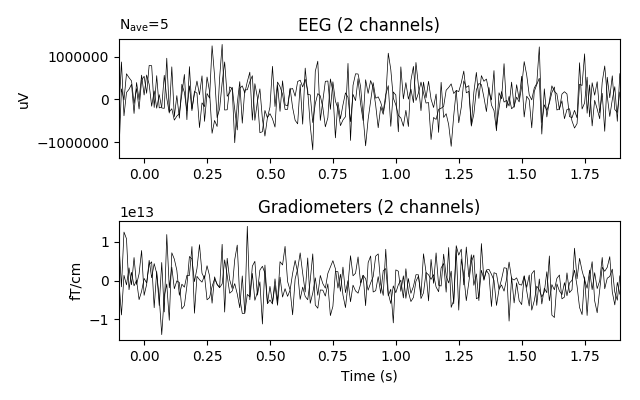 N_ave=5
EEG (2 channels)
uV
1000000
0
−1000000
0.00 0.25 0.50 0.75 1.00 1.25 1.50 1.75
1e13
Gradiometers (2 channels)
fT/cm
1
0
−1
0.00 0.25 0.50 0.75 1.00 1.25 1.50 1.75
Time (s)